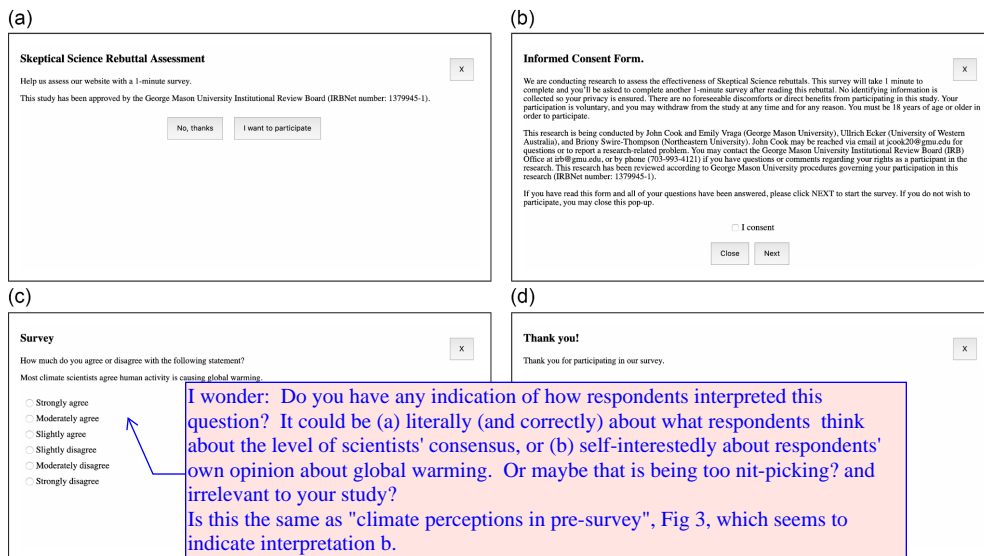 (a)
Skeptical Science Rebuttal Assessment
X
Help us assess our website with a 1-minute survey.
This study has been approved by the George Mason University Institutional Review Board (IRBNet number: 1379945-1).
No, thanks
I want to participate
(b)
Informed Consent Form.
X
We are conducting research to assess the effectiveness of Skeptical Science rebuttals. This survey will take 1 minute to
complete and you'll be asked to complete another 1-minute survey after reading this rebuttal. No identifying information is
collected so your privacy is ensured. There are no foreseeable discomforts or direct benefits from participating in this study. Your
participation is voluntary, and you may withdraw from the study at any time and for any reason. You must be 18 years of age or older in
order to participate.
This research is being conducted by John Cook and Emily Vraga (George Mason University), Ullrich Ecker (University of Western
Australia), and Briony Swire-Thompson (Northeastern University). John Cook may be reached via email at jcook20@gmu.edu for
questions or to report a research-related problem. You may contact the George Mason University Institutional Review Board (IRB)
Office at irb@gmu.edu, or by phone (703-993-4121) if you have questions or comments regarding your rights as a participant in the
research. This research has been reviewed according to George Mason University procedures governing your participation in this
research (IRBNet number: 1379945-1).
If you have read this form and all of your questions have been answered, please click NEXT to start the survey. If you do not wish to
participate, you may close this pop-up.
I consent
Close
Next
(c)
Survey
X
How much do you agree or disagree with the following statement?
Most climate scientists agree human activity is causing global warming.
Strongly agree
Moderately agree
Slightly agree
Slightly disagree
Moderately disagree
Strongly disagree
(d)
Thank you!
X
Thank you for participating in our survey.
I wonder: Do you have any indication of how respondents interpreted this
question? It could be (a) literally (and correctly) about what respondents think
about the level of scientists' consensus, or (b) self-interestedly about respondents'
own opinion about global warming. Or maybe that is being too nit-picking? and
irrelevant to your study?
Is this the same as "climate perceptions in pre-survey", Fig 3, which seems to
indicate interpretation b.